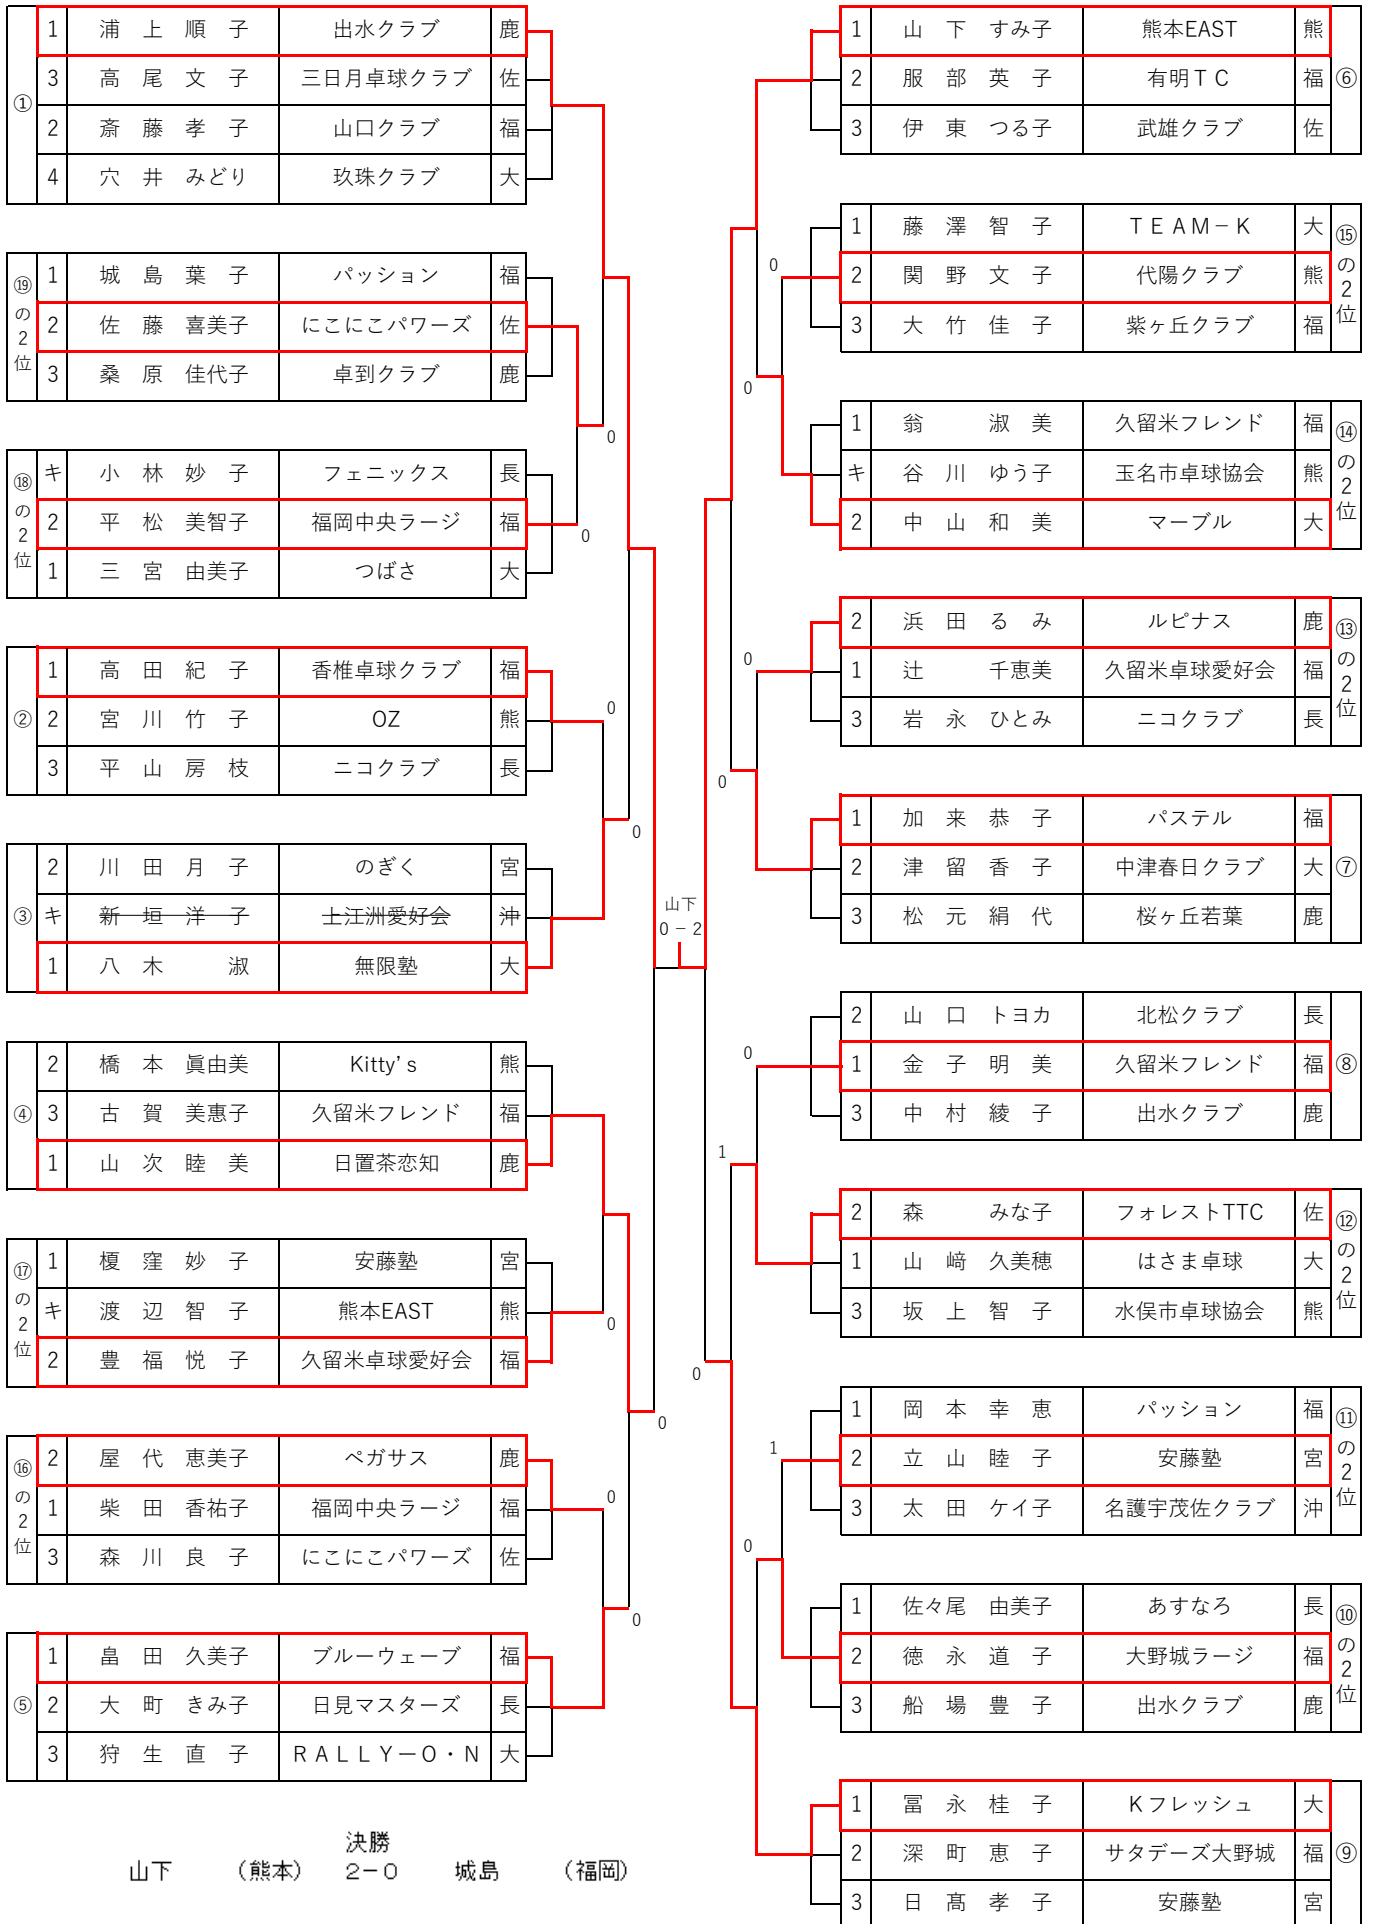 ①
1 浦上順子 出水クラブ 鹿
3 高尾文子 三日月卓球クラブ 佐
2 斎藤孝子 山口クラブ 福
4 穴井みどり 玖珠クラブ 大
⑲の2位
1 城島葉子 パッション 福
2 佐藤喜美子 にこにこパワーズ 佐
3 桑原佳代子 卓到クラブ 鹿
0
⑱の2位
キ 小林妙子 フェニックス 長
2 平松美智子 福岡中央ラージ 福
1 三宮由美子 つばさ 大
0
②
1 高田紀子 香椎卓球クラブ 福
2 宮川竹子 OZ 熊
3 平山房枝 ニコクラブ 長
0
0
③
2 川田月子 のぎく 宮
キ 新垣洋子 上江洲愛好会 沖
1 八木淑 無限塾 大
④
2 橋本眞由美 Kitty's 熊
3 古賀美惠子 久留米フレンド 福
1 山次睦美 日置茶恋知 鹿
⑰の2位
1 榎窪妙子 安藤塾 宮
キ 渡辺智子 熊本EAST 熊
2 豊福悦子 久留米卓球愛好会 福
0
0
⑯の2位
2 屋代恵美子 ペガサス 鹿
1 柴田香祐子 福岡中央ラージ 福
3 森川良子 にこにこパワーズ 佐
0
0
⑤
1 畠田久美子 ブルーウェーブ 福
2 大町きみ子 日見マスターズ 長
3 狩生直子 RALLYーO・N 大
山下
0－2
1 山下すみ子 熊本EAST 熊
2 服部英子 有明TC 福
3 伊東つる子 武雄クラブ 佐
⑥
1 藤澤智子 TEAM－K 大
2 関野文子 代陽クラブ 熊
3 大竹佳子 紫ヶ丘クラブ 福
⑮の2位
0
0
1 翁淑美 久留米フレンド 福
キ 谷川ゆう子 玉名市卓球協会 熊
2 中山和美 マーブル 大
⑭の2位
2 浜田るみ ルピナス 鹿
1 辻千恵美 久留米卓球愛好会 福
3 岩永ひとみ ニコクラブ 長
⑬の2位
0
0
1 加来恭子 パステル 福
2 津留香子 中津春日クラブ 大
3 松元絹代 桜ヶ丘若葉 鹿
⑦
2 山口トヨカ 北松クラブ 長
1 金子明美 久留米フレンド 福
3 中村綾子 出水クラブ 鹿
⑧
0
1
2 森みな子 フォレストTTC 佐
1 山﨑久美穂 はさま卓球 大
3 坂上智子 水俣市卓球協会 熊
⑫の2位
0
1 岡本幸恵 パッション 福
2 立山睦子 安藤塾 宮
3 太田ケイ子 名護宇茂佐クラブ 沖
⑪の2位
1
0
1 佐々尾由美子 あすなろ 長
2 徳永道子 大野城ラージ 福
3 船場豊子 出水クラブ 鹿
⑩の2位
1 冨永桂子 Kフレッシュ 大
2 深町恵子 サタデーズ大野城 福
3 日髙孝子 安藤塾 宮
⑨
決勝
山下 （熊本） 2－0 城島 （福岡）